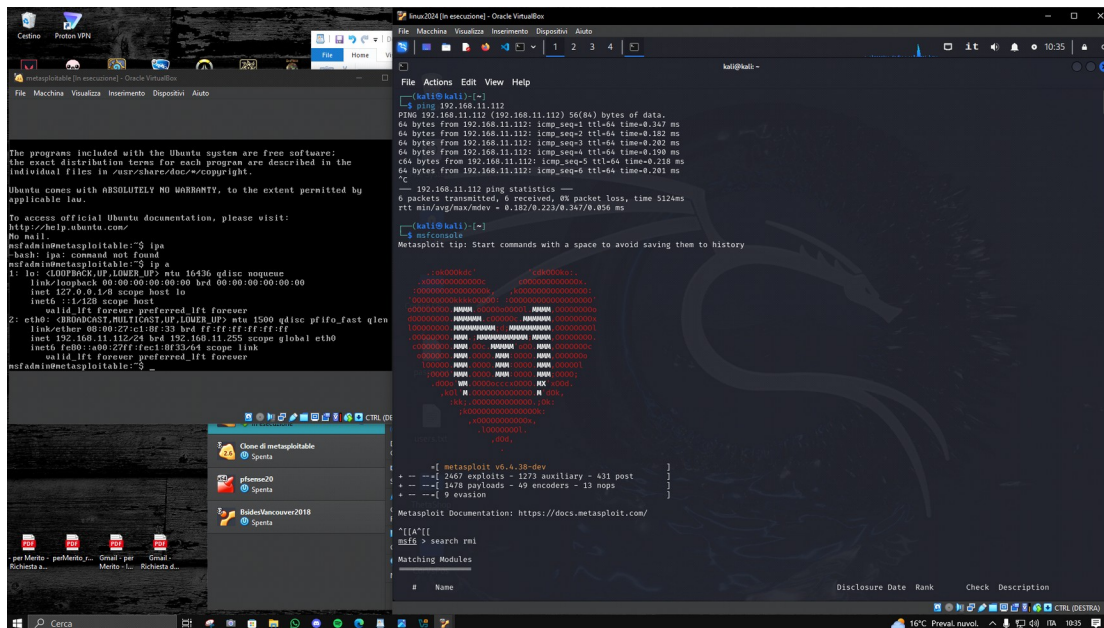 Cestino
Proton VPN
File
Home
metasploitable [In esecuzione] - Oracle VirtualBox
File Macchina Visualizza Inserimento Dispositivi Aiuto
The programs included with the Ubuntu system are free software;
the exact distribution terms for each program are described in the
individual files in /usr/share/doc/*/copyright.
Ubuntu comes with ABSOLUTELY NO WARRANTY, to the extent permitted by
applicable law.
To access official Ubuntu documentation, please visit:
http://help.ubuntu.com/
No mail.
msfadmin@metasploitable:~$ ipa
-bash: ipa: command not found
msfadmin@metasploitable:~$ ip a
1: lo: <LOOPBACK,UP,LOWER_UP> mtu 16436 qdisc noqueue
link/loopback 00:00:00:00:00:00 brd 00:00:00:00:00:00
inet 127.0.0.1/8 scope host lo
inet6 ::1/128 scope host
valid_lft forever preferred_lft forever
2: eth0: <BROADCAST,MULTICAST,UP,LOWER_UP> mtu 1500 qdisc pfifo_fast qlen
link/ether 08:00:27:c1:8f:33 brd ff:ff:ff:ff:ff:ff
inet 192.168.11.112/24 brd 192.168.11.255 scope global eth0
inet6 fe80::a00:27ff:fec1:8f33/64 scope link
valid_lft forever preferred_lft forever
msfadmin@metasploitable:~$ _
CTRL (DE
Clone di metasploitable
Spenta
pfsense20
Spenta
BsidesVancouver2018
Spenta
- per Merito -
Richiesta a...
perMerito_r...
Gmail - per
Merito - I...
Gmail -
Richiesta d...
linux2024 [In esecuzione] - Oracle VirtualBox
File Macchina Visualizza Inserimento Dispositivi Aiuto
1 2 3 4
it
10:35
kali@kali: ~
File Actions Edit View Help
(kali㉿kali)-[~]
$ ping 192.168.11.112
PING 192.168.11.112 (192.168.11.112) 56(84) bytes of data.
64 bytes from 192.168.11.112: icmp_seq=1 ttl=64 time=0.347 ms
64 bytes from 192.168.11.112: icmp_seq=2 ttl=64 time=0.182 ms
64 bytes from 192.168.11.112: icmp_seq=3 ttl=64 time=0.202 ms
64 bytes from 192.168.11.112: icmp_seq=4 ttl=64 time=0.190 ms
c64 bytes from 192.168.11.112: icmp_seq=5 ttl=64 time=0.218 ms
64 bytes from 192.168.11.112: icmp_seq=6 ttl=64 time=0.201 ms
^C
— 192.168.11.112 ping statistics —
6 packets transmitted, 6 received, 0% packet loss, time 5124ms
rtt min/avg/max/mdev = 0.182/0.223/0.347/0.056 ms
(kali㉿kali)-[~]
$ msfconsole
Metasploit tip: Start commands with a space to avoid saving them to history
=[ metasploit v6.4.38-dev ]
+ -- --=[ 2467 exploits - 1273 auxiliary - 431 post ]
+ -- --=[ 1478 payloads - 49 encoders - 13 nops ]
+ -- --=[ 9 evasion ]
Metasploit Documentation: https://docs.metasploit.com/
^[[A^[[
msf6 > search rmi
Matching Modules
# Name Disclosure Date Rank Check Description
CTRL (DESTRA)
Cerca
16°C Preval. nuvol.
ITA
10:35